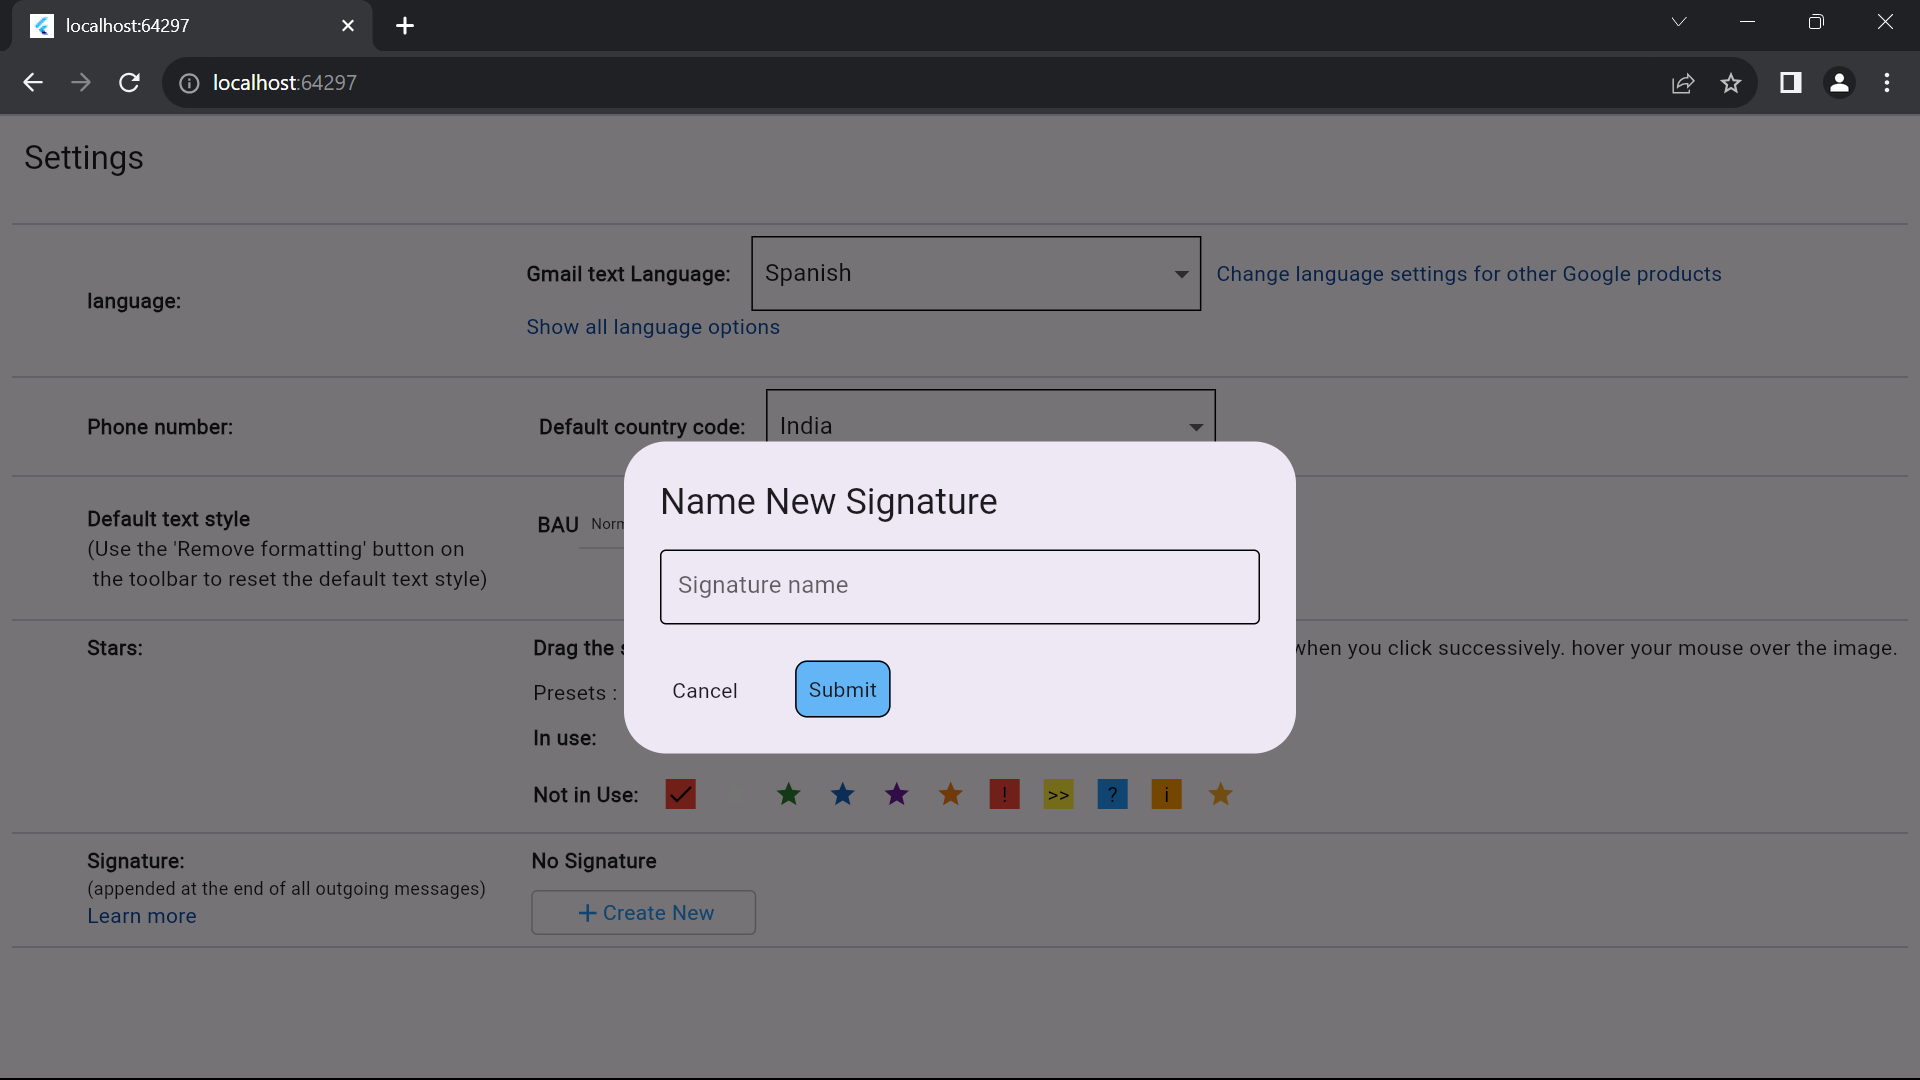 localhost:64297
localhost:64297
Settings
language:
Gmail text Language:
Spanish
Change language settings for other Google products
Show all language options
Phone number:
Default country code:
India
Default text style
(Use the 'Remove formatting' button on
the toolbar to reset the default text style)
BAU
Name New Signature
Signature name
Cancel
Submit
Stars:
Drag the
when you click successively. hover your mouse over the image.
Presets :
In use:
Not in Use:
! >> ? i
Signature:
(appended at the end of all outgoing messages)
Learn more
No Signature
+ Create New